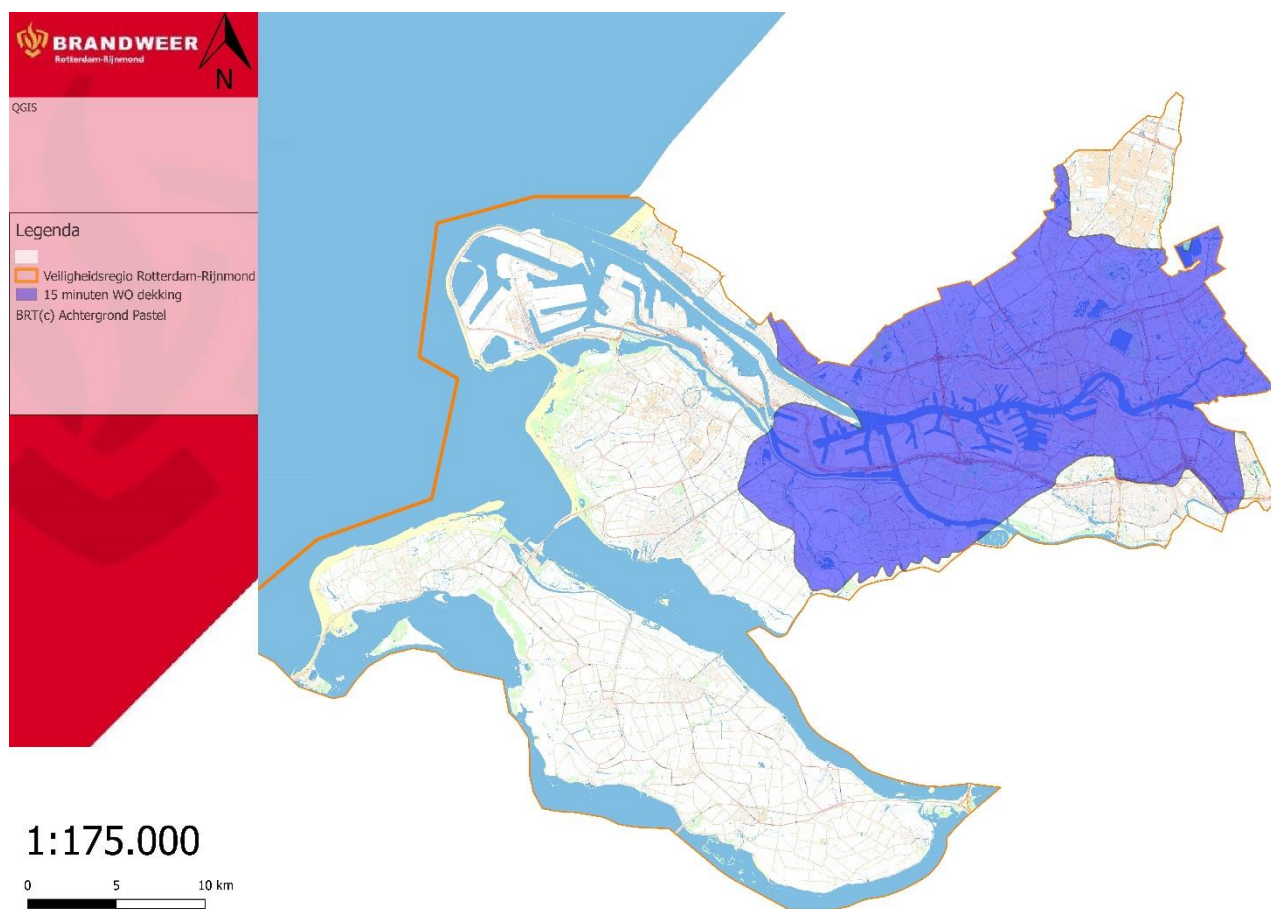 BRANDWEER
Rotterdam-Rijnmond
N
QGIS
Legenda
Veiligheidsregio Rotterdam-Rijnmond
15 minuten WO dekking
BRT(c) Achtergrond Pastel
1:175.000
0 5 10 km